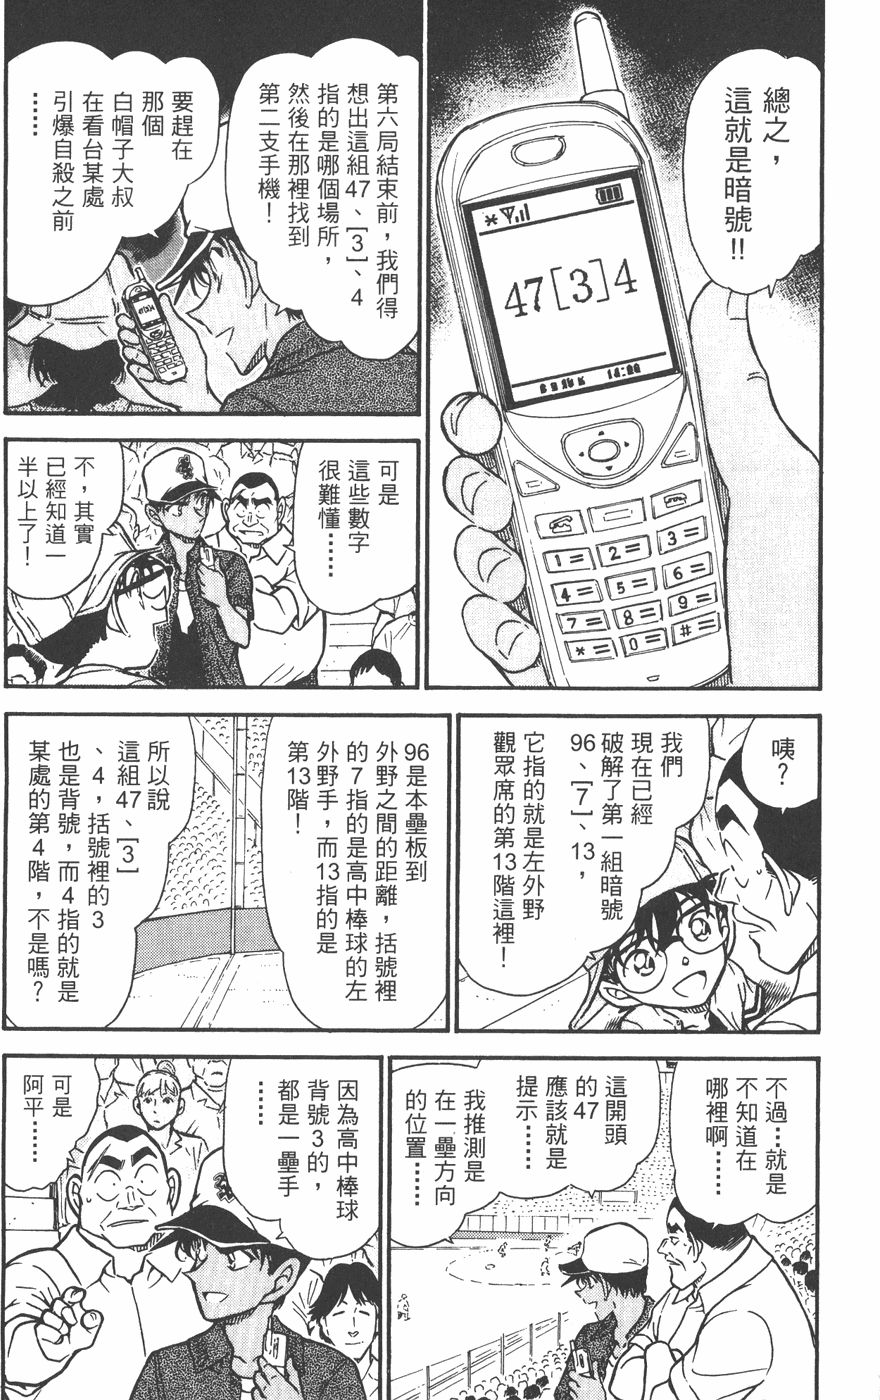 總之，
這就是暗號!!
47[3]4
1=
2=
3=
4=
5=
6=
7=
8=
9=
*=
0=
#=
第六局結束前，我們得
想出這組47、[3]、4
指的是哪個場所，
然後在那裡找到
第二支手機！
要趕在
那個
白帽子大叔
在看台某處
引爆自殺之前
……
可是
這些數字
很難懂……
不，其實
已經知道一
半以上了！
咦？
我們
現在已經
破解了第一組暗號
96、[7]、13，
它指的就是左外野
觀眾席的第13階這裡！
96是本壘板到
外野之間的距離，括號裡
的7指的是高中棒球的左
外野手，而13指的是
第13階！
所以說
這組47、[3]
、4，括號裡的3
也是背號，而4指的就是
某處的第4階，不是嗎？
不過…就是
不知道在
哪裡啊……
這開頭
的47
應該就是
提示……
我推測是
在一壘方向
的位置……
因為高中棒球
背號3的，
都是一壘手
……
可是
阿平……